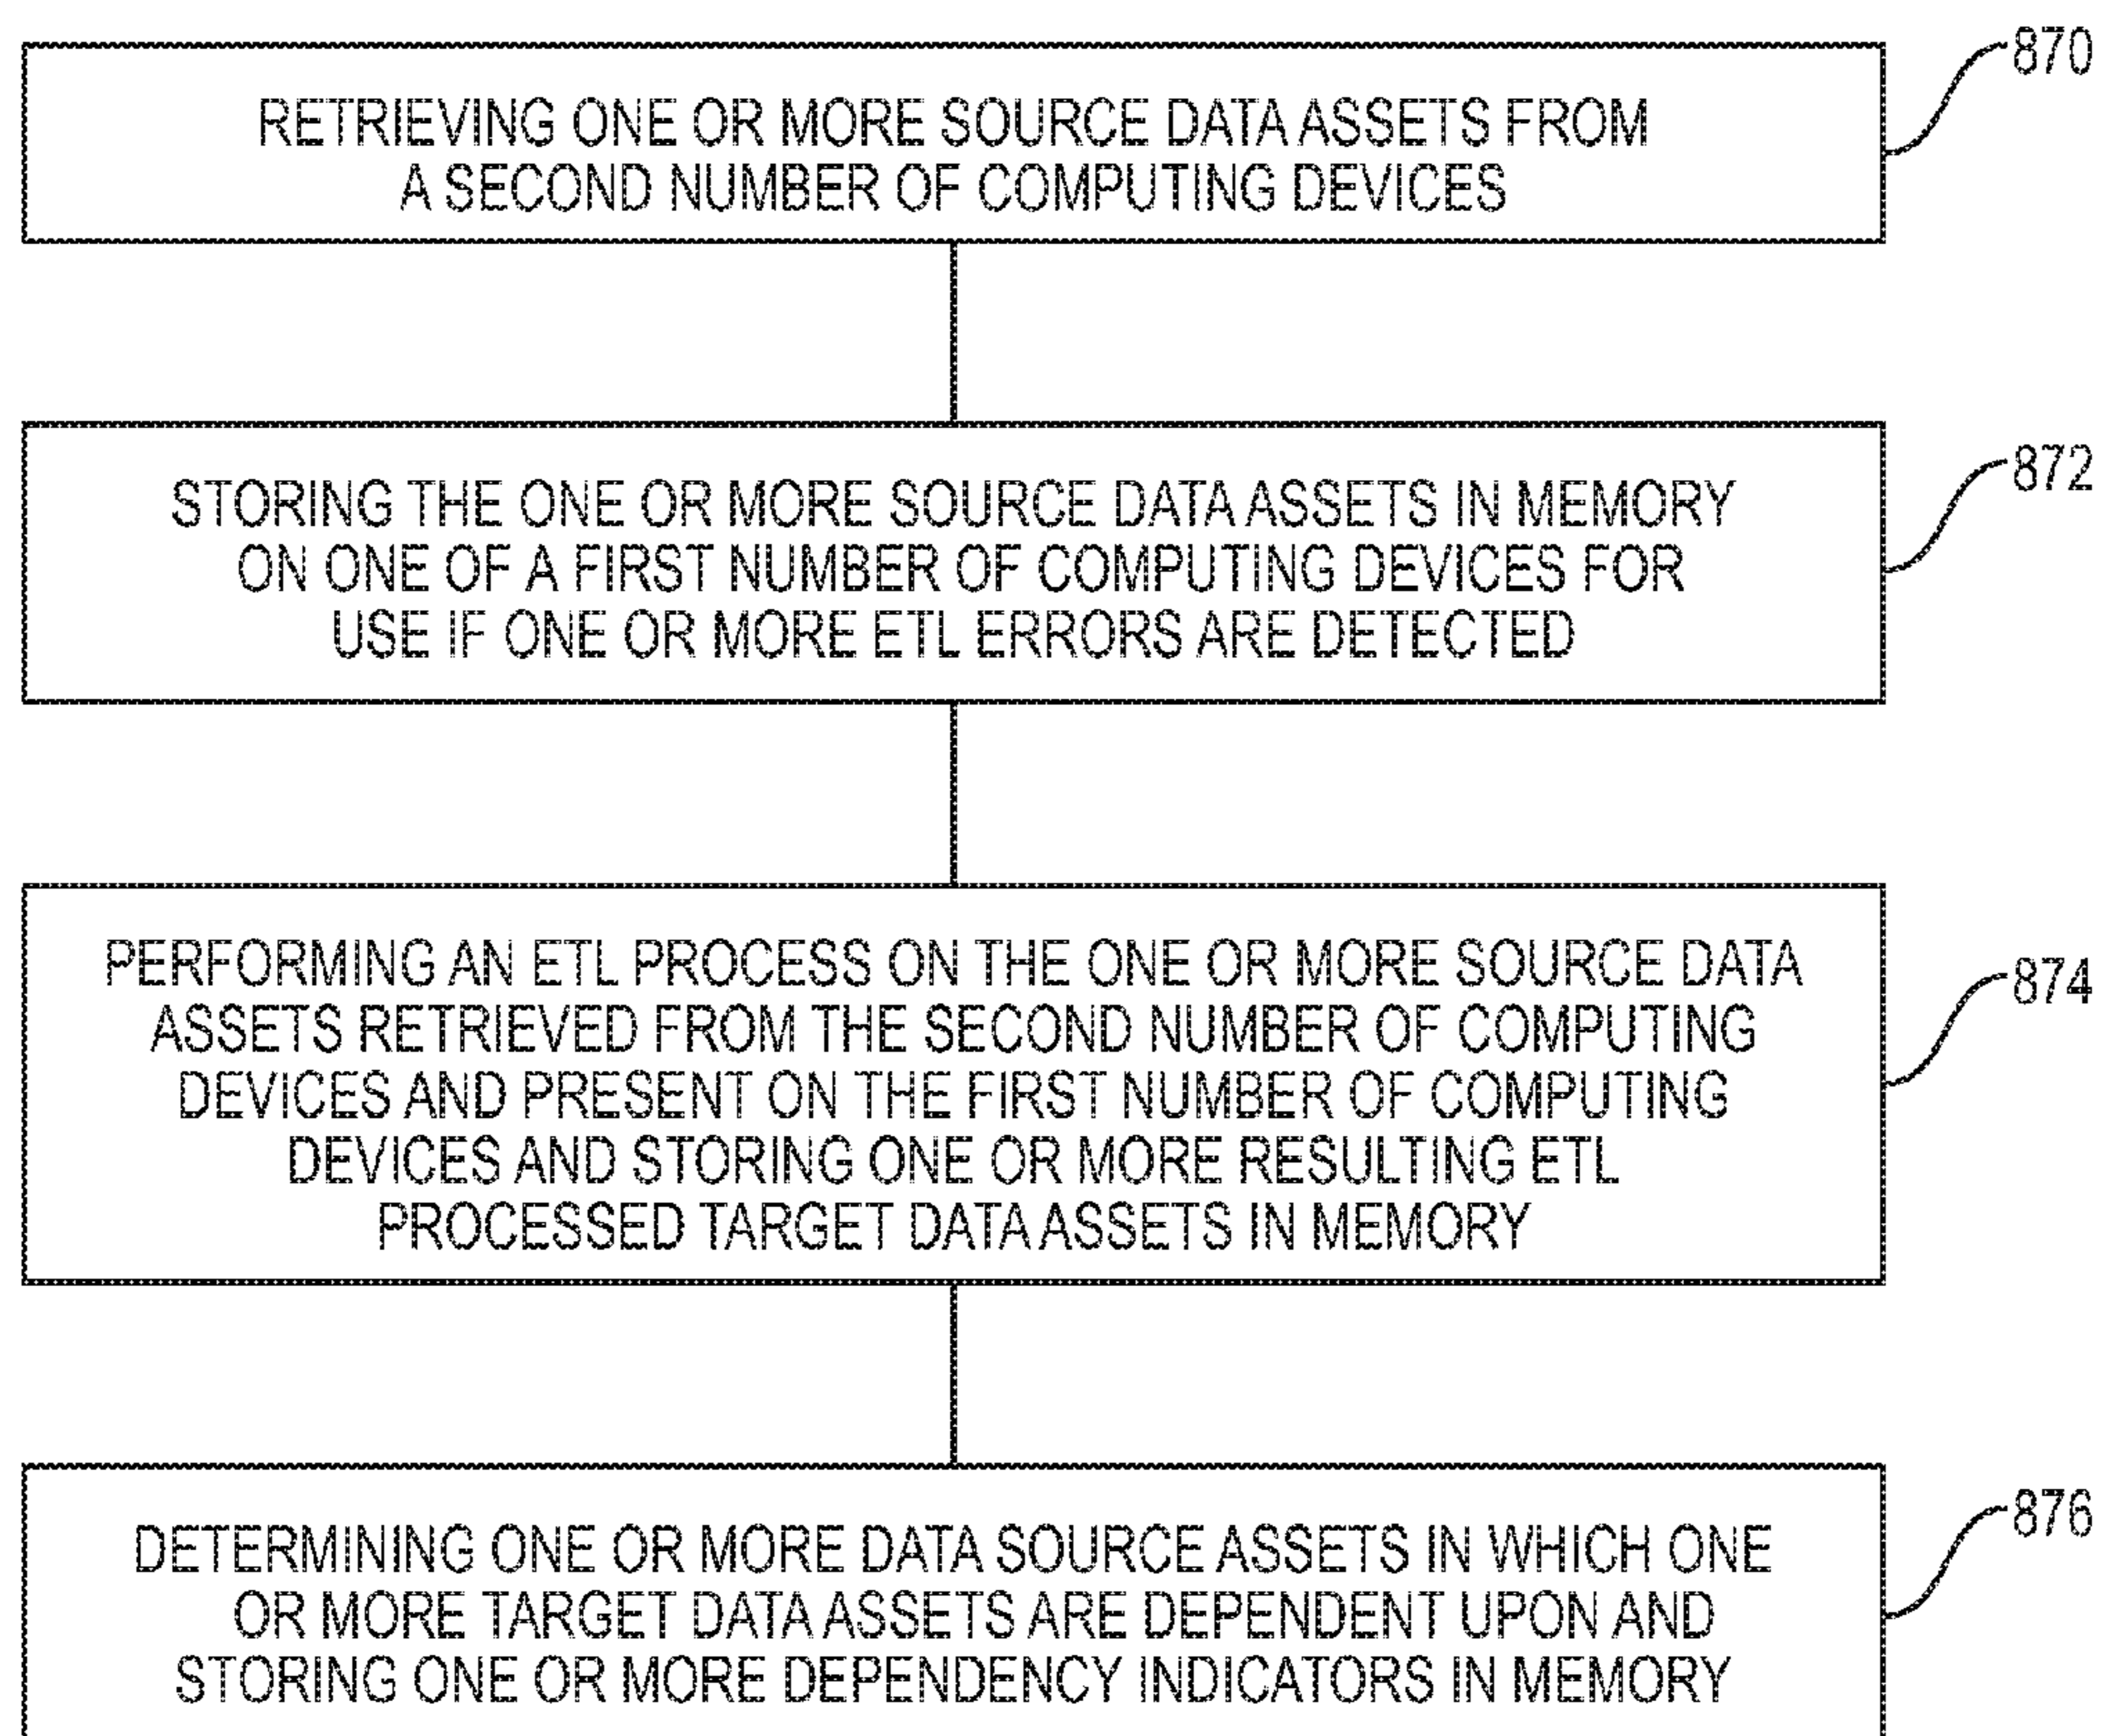 870
RETRIEVING ONE OR MORE SOURCE DATA ASSETS FROM
A SECOND NUMBER OF COMPUTING DEVICES
872
STORING THE ONE OR MORE SOURCE DATA ASSETS IN MEMORY
ON ONE OF A FIRST NUMBER OF COMPUTING DEVICES FOR
USE IF ONE OR MORE ETL ERRORS ARE DETECTED
874
PERFORMING AN ETL PROCESS ON THE ONE OR MORE SOURCE DATA
ASSETS RETRIEVED FROM THE SECOND NUMBER OF COMPUTING
DEVICES AND PRESENT ON THE FIRST NUMBER OF COMPUTING
DEVICES AND STORING ONE OR MORE RESULTING ETL
PROCESSED TARGET DATA ASSETS IN MEMORY
876
DETERMINING ONE OR MORE DATA SOURCE ASSETS IN WHICH ONE
OR MORE TARGET DATA ASSETS ARE DEPENDENT UPON AND
STORING ONE OR MORE DEPENDENCY INDICATORS IN MEMORY